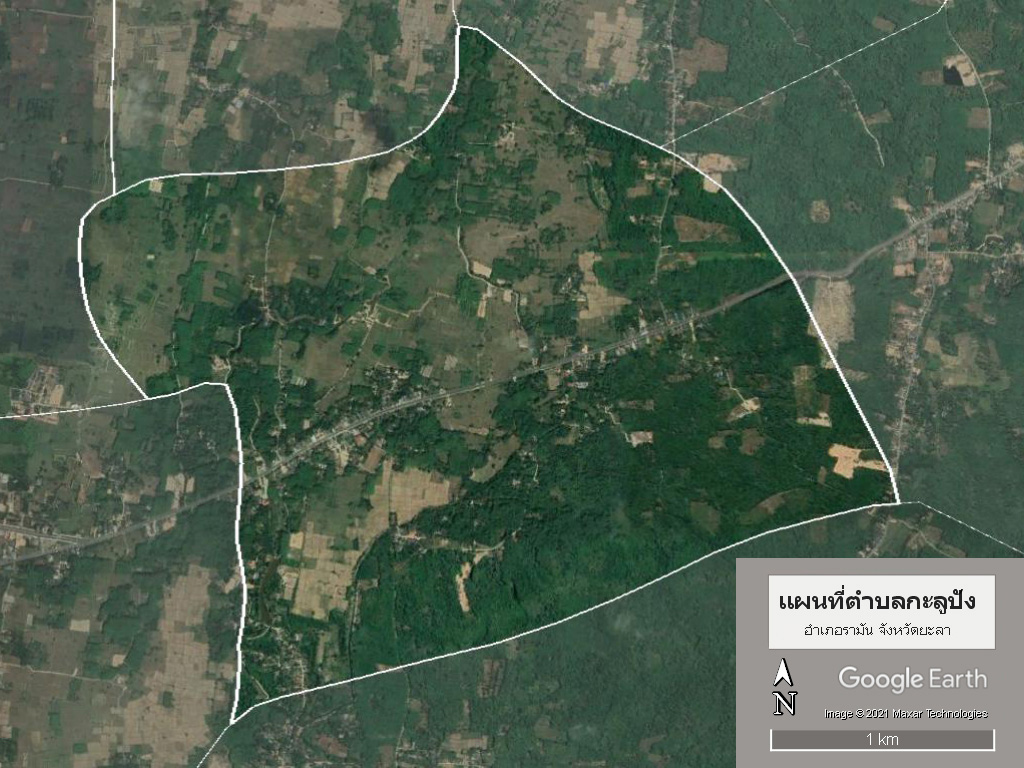 แผนที่ตำบลกะลูปัง
อำเภอรามัน จังหวัดยะลา
Google Earth
N
Image © 2021 Maxar Technologies
1 km